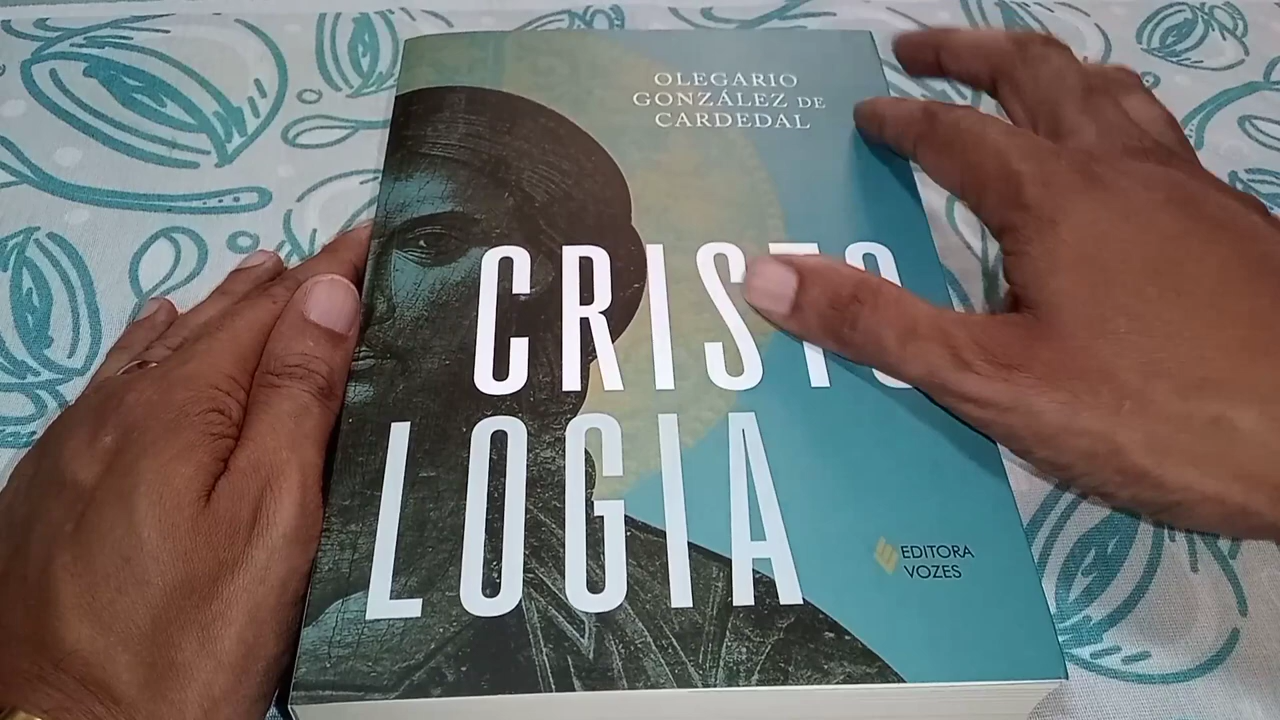 OLEGARIO
GONZÁLEZ DE
CARDEDAL
CRISTO
LOGIA
EDITORA
VOZES